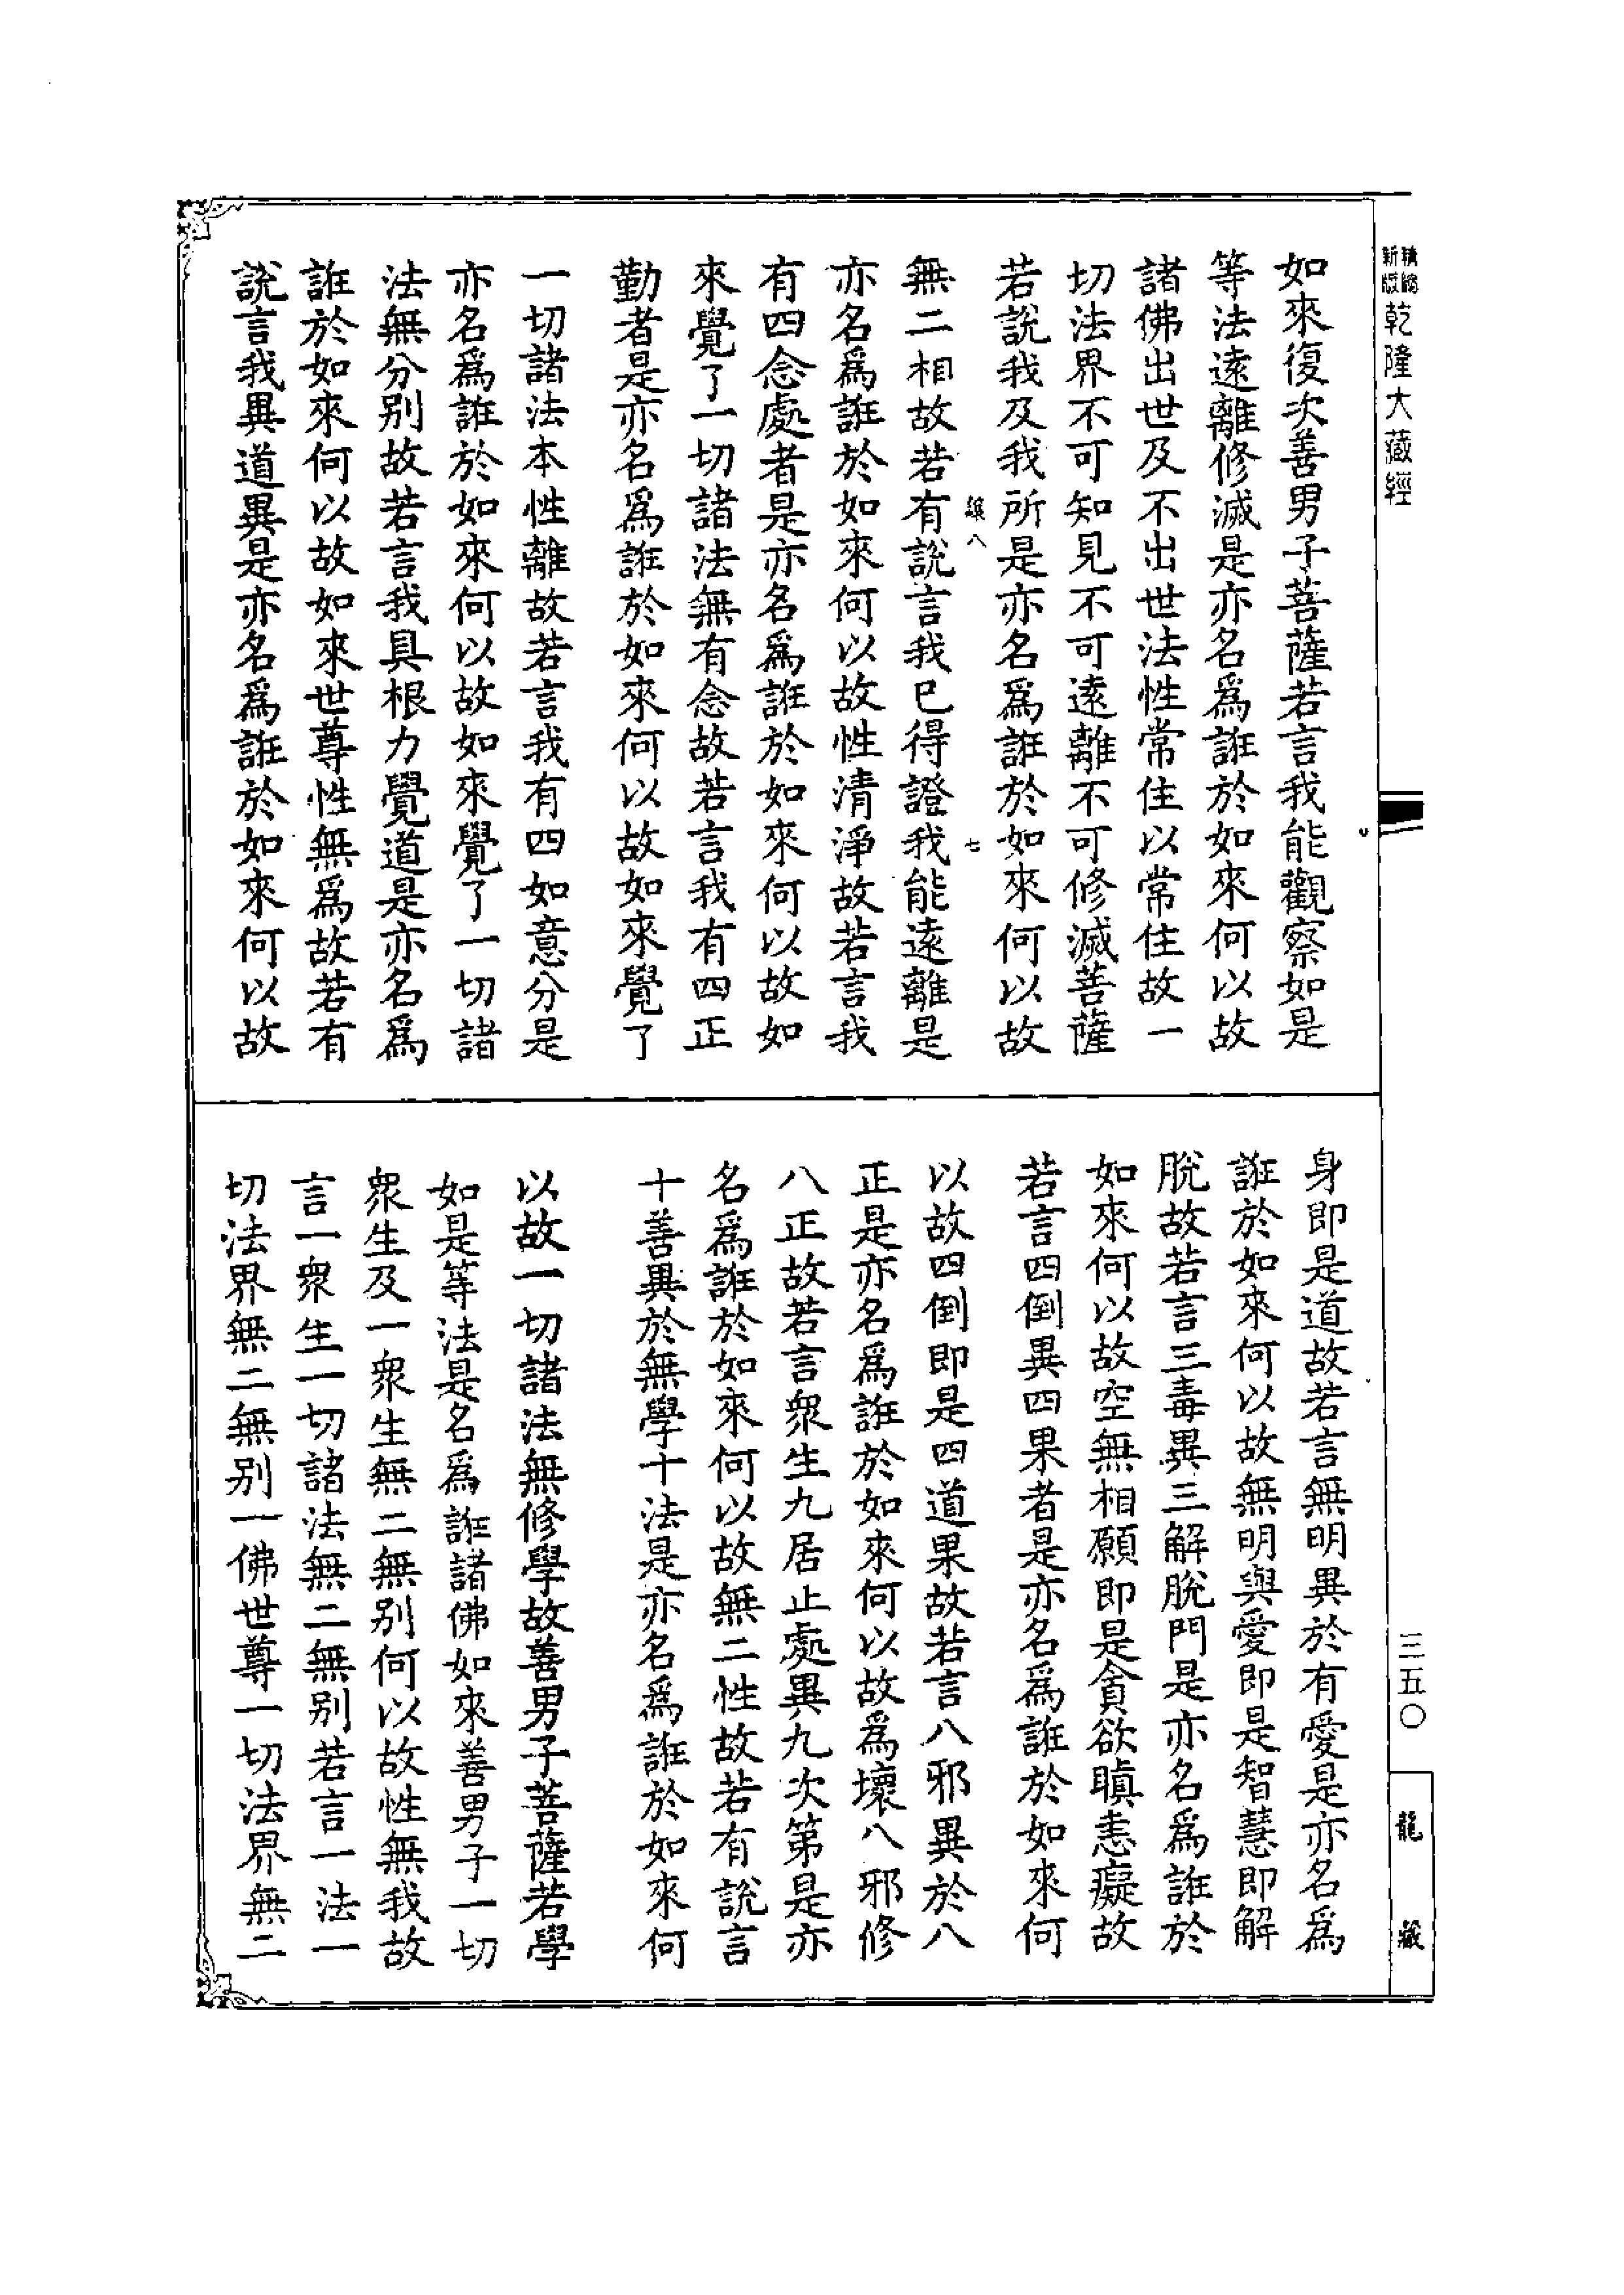 新版
精縮
乾隆大藏經
如來復次善男子菩薩若言我能觀察如是
等法遠離修滅是亦名爲誑於如來何以故
諸佛出世及不出世法性常住以常住故一
切法界不可知見不可遠離不可修滅菩薩
若說我及我所是亦名爲誑於如來何以故
八
七
無二相故若有說言我已得證我能遠離是
亦名爲誑於如來何以故性清淨故若言我
有四念處者是亦名爲誑於如來何以故如
來覺了一切諸法無有念故若言我有四正
勤者是亦名爲誑於如來何以故如來覺了
一切諸法本性離故若言我有四如意分是
亦名爲誑於如來何以故如來覺了一切諸
法無分别故若言我具根力覺道是亦名爲
誑於如來何以故如來世尊性無爲故若有
說言我異道異是亦名爲誑於如來何以故
身即是道故若言無明異於有愛是亦名爲
誑於如來何以故無明與愛即是智慧即解
脫故若言三毒異三解脫門是亦名爲誑於
如來何以故空無相願即是貪欲瞋恚癡故
若言四倒異四果者是亦名爲誑於如來何
以故四倒即是四道果故若言八邪異於八
正是亦名爲誑於如來何以故爲壞八邪修
八正故若言衆生九居止處異九次第是亦
名爲誑於如來何以故無二性故若有說言
十善異於無學十法是亦名爲誑於如來何
以故一切諸法無修學故善男子菩薩若學
如是等法是名爲誑諸佛如來善男子一切
衆生及一衆生無二無别何以故性無我故
言一衆生一切諸法無二無别若言一法一
切法界無二無别一佛世尊一切法界無二
三五〇
龍藏